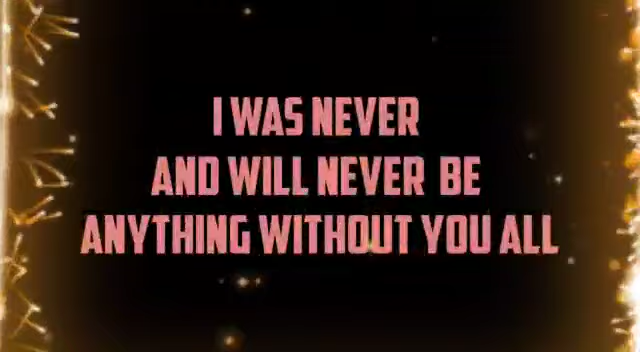 I WAS NEVER
AND WILL NEVER BE
ANYTHING WITHOUT YOU ALL